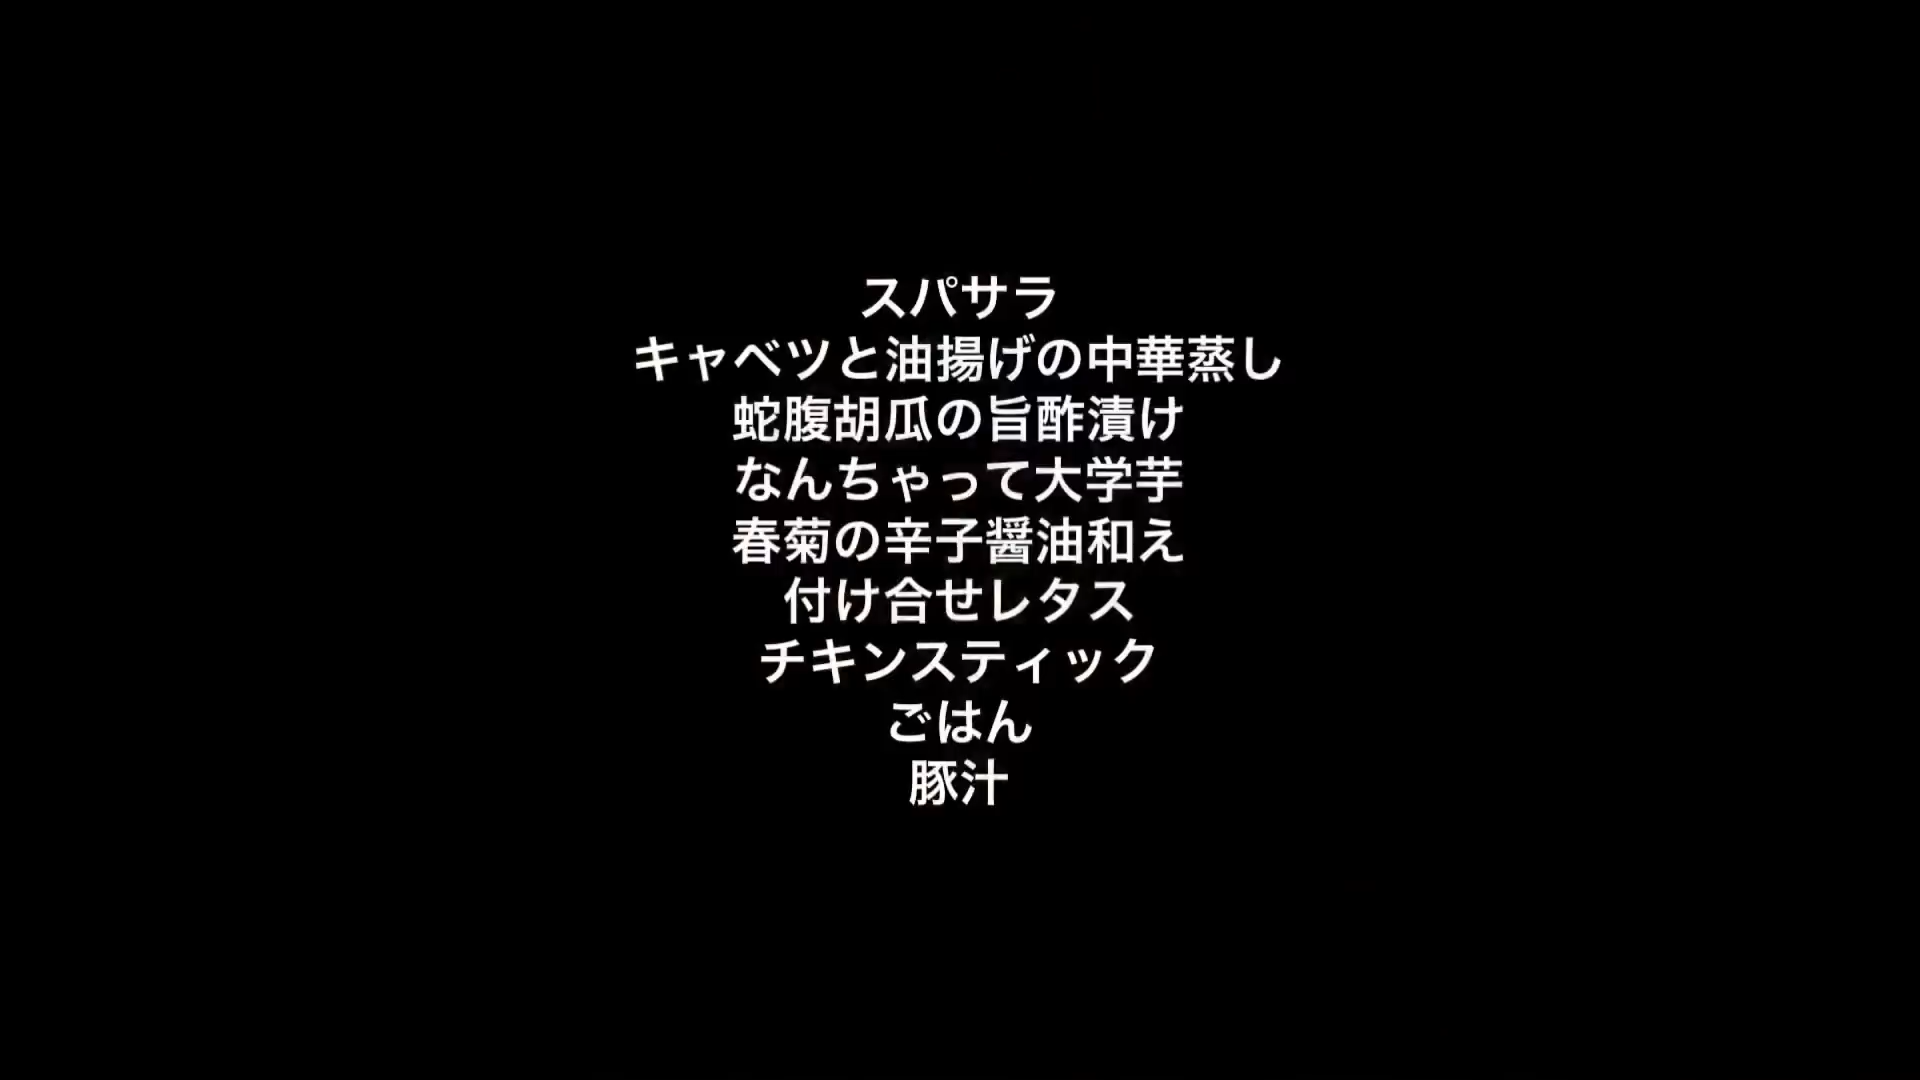 スパサラ
キャベツと油揚げの中華蒸し
蛇腹胡瓜の旨酢漬け
なんちゃって大学芋
春菊の辛子醤油和え
付け合せレタス
チキンスティック
ごはん
豚汁